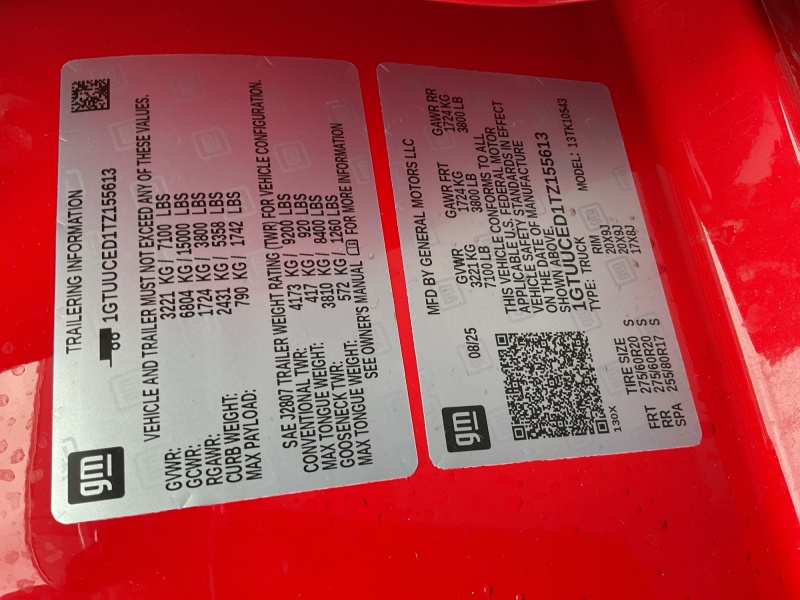 TRAILERING INFORMATION
1GTUUCED1TZ155613
VEHICLE AND TRAILER MUST NOT EXCEED ANY OF THESE VALUES.
GVWR: 3221 KG / 7100 LBS
GCWR: 6804 KG / 15000 LBS
RGAWR: 1724 KG / 3800 LBS
CURB WEIGHT: 2431 KG / 5358 LBS
MAX PAYLOAD: 790 KG / 1742 LBS
SAE J2807 TRAILER WEIGHT RATING (TWR) FOR VEHICLE CONFIGURATION.
CONVENTIONAL TWR: 4173 KG / 9200 LBS
MAX TONGUE WEIGHT: 417 KG / 920 LBS
GOOSENECK TWR: 3810 KG / 8400 LBS
MAX TONGUE WEIGHT: 572 KG / 1260 LBS
SEE OWNER'S MANUAL FOR MORE INFORMATION
gm
MFD BY GENERAL MOTORS LLC
08/25
GVWR GAWR FRT GAWR RR
3221 KG 1724 KG 1724 KG
7100 LB 3800 LB 3800 LB
THIS VEHICLE CONFORMS TO ALL
APPLICABLE U.S. FEDERAL MOTOR
VEHICLE SAFETY STANDARDS IN EFFECT
ON THE DATE OF MANUFACTURE
SHOWN ABOVE.
1GTUUCED1TZ155613
TYPE: TRUCK MODEL: 13TK10543
gm
130X
TIRE SIZE RIM
FRT 275/60R20 S 20X9J
RR 275/60R20 S 20X9J
SPA 255/80R17 S 17X8J